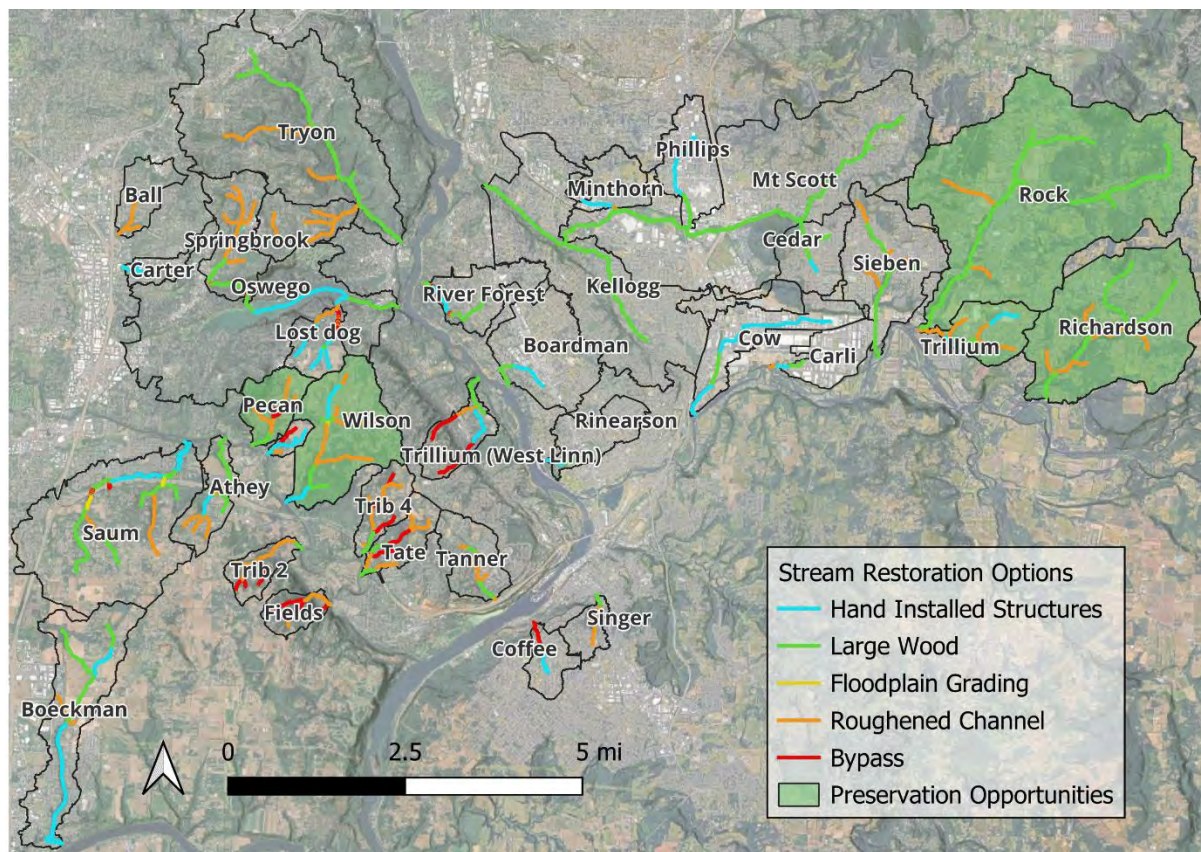 Tryon
Phillips
Mt Scott
Ball
Minthorn
Rock
Springbrook
Cedar
Carter
Sieben
Oswego
River Forest
Kellogg
Lost dog
Boardman
Cow
Richardson
Carli
Trillium
Pecan
Wilson
Rinearson
Trillium (West Linn)
Athey
Trib 4
Saum
Tate
Tanner
Trib 2
Fields
Singer
Coffee
Boeckman
0 2.5 5 mi
Stream Restoration Options
Hand Installed Structures
Large Wood
Floodplain Grading
Roughened Channel
Bypass
Preservation Opportunities